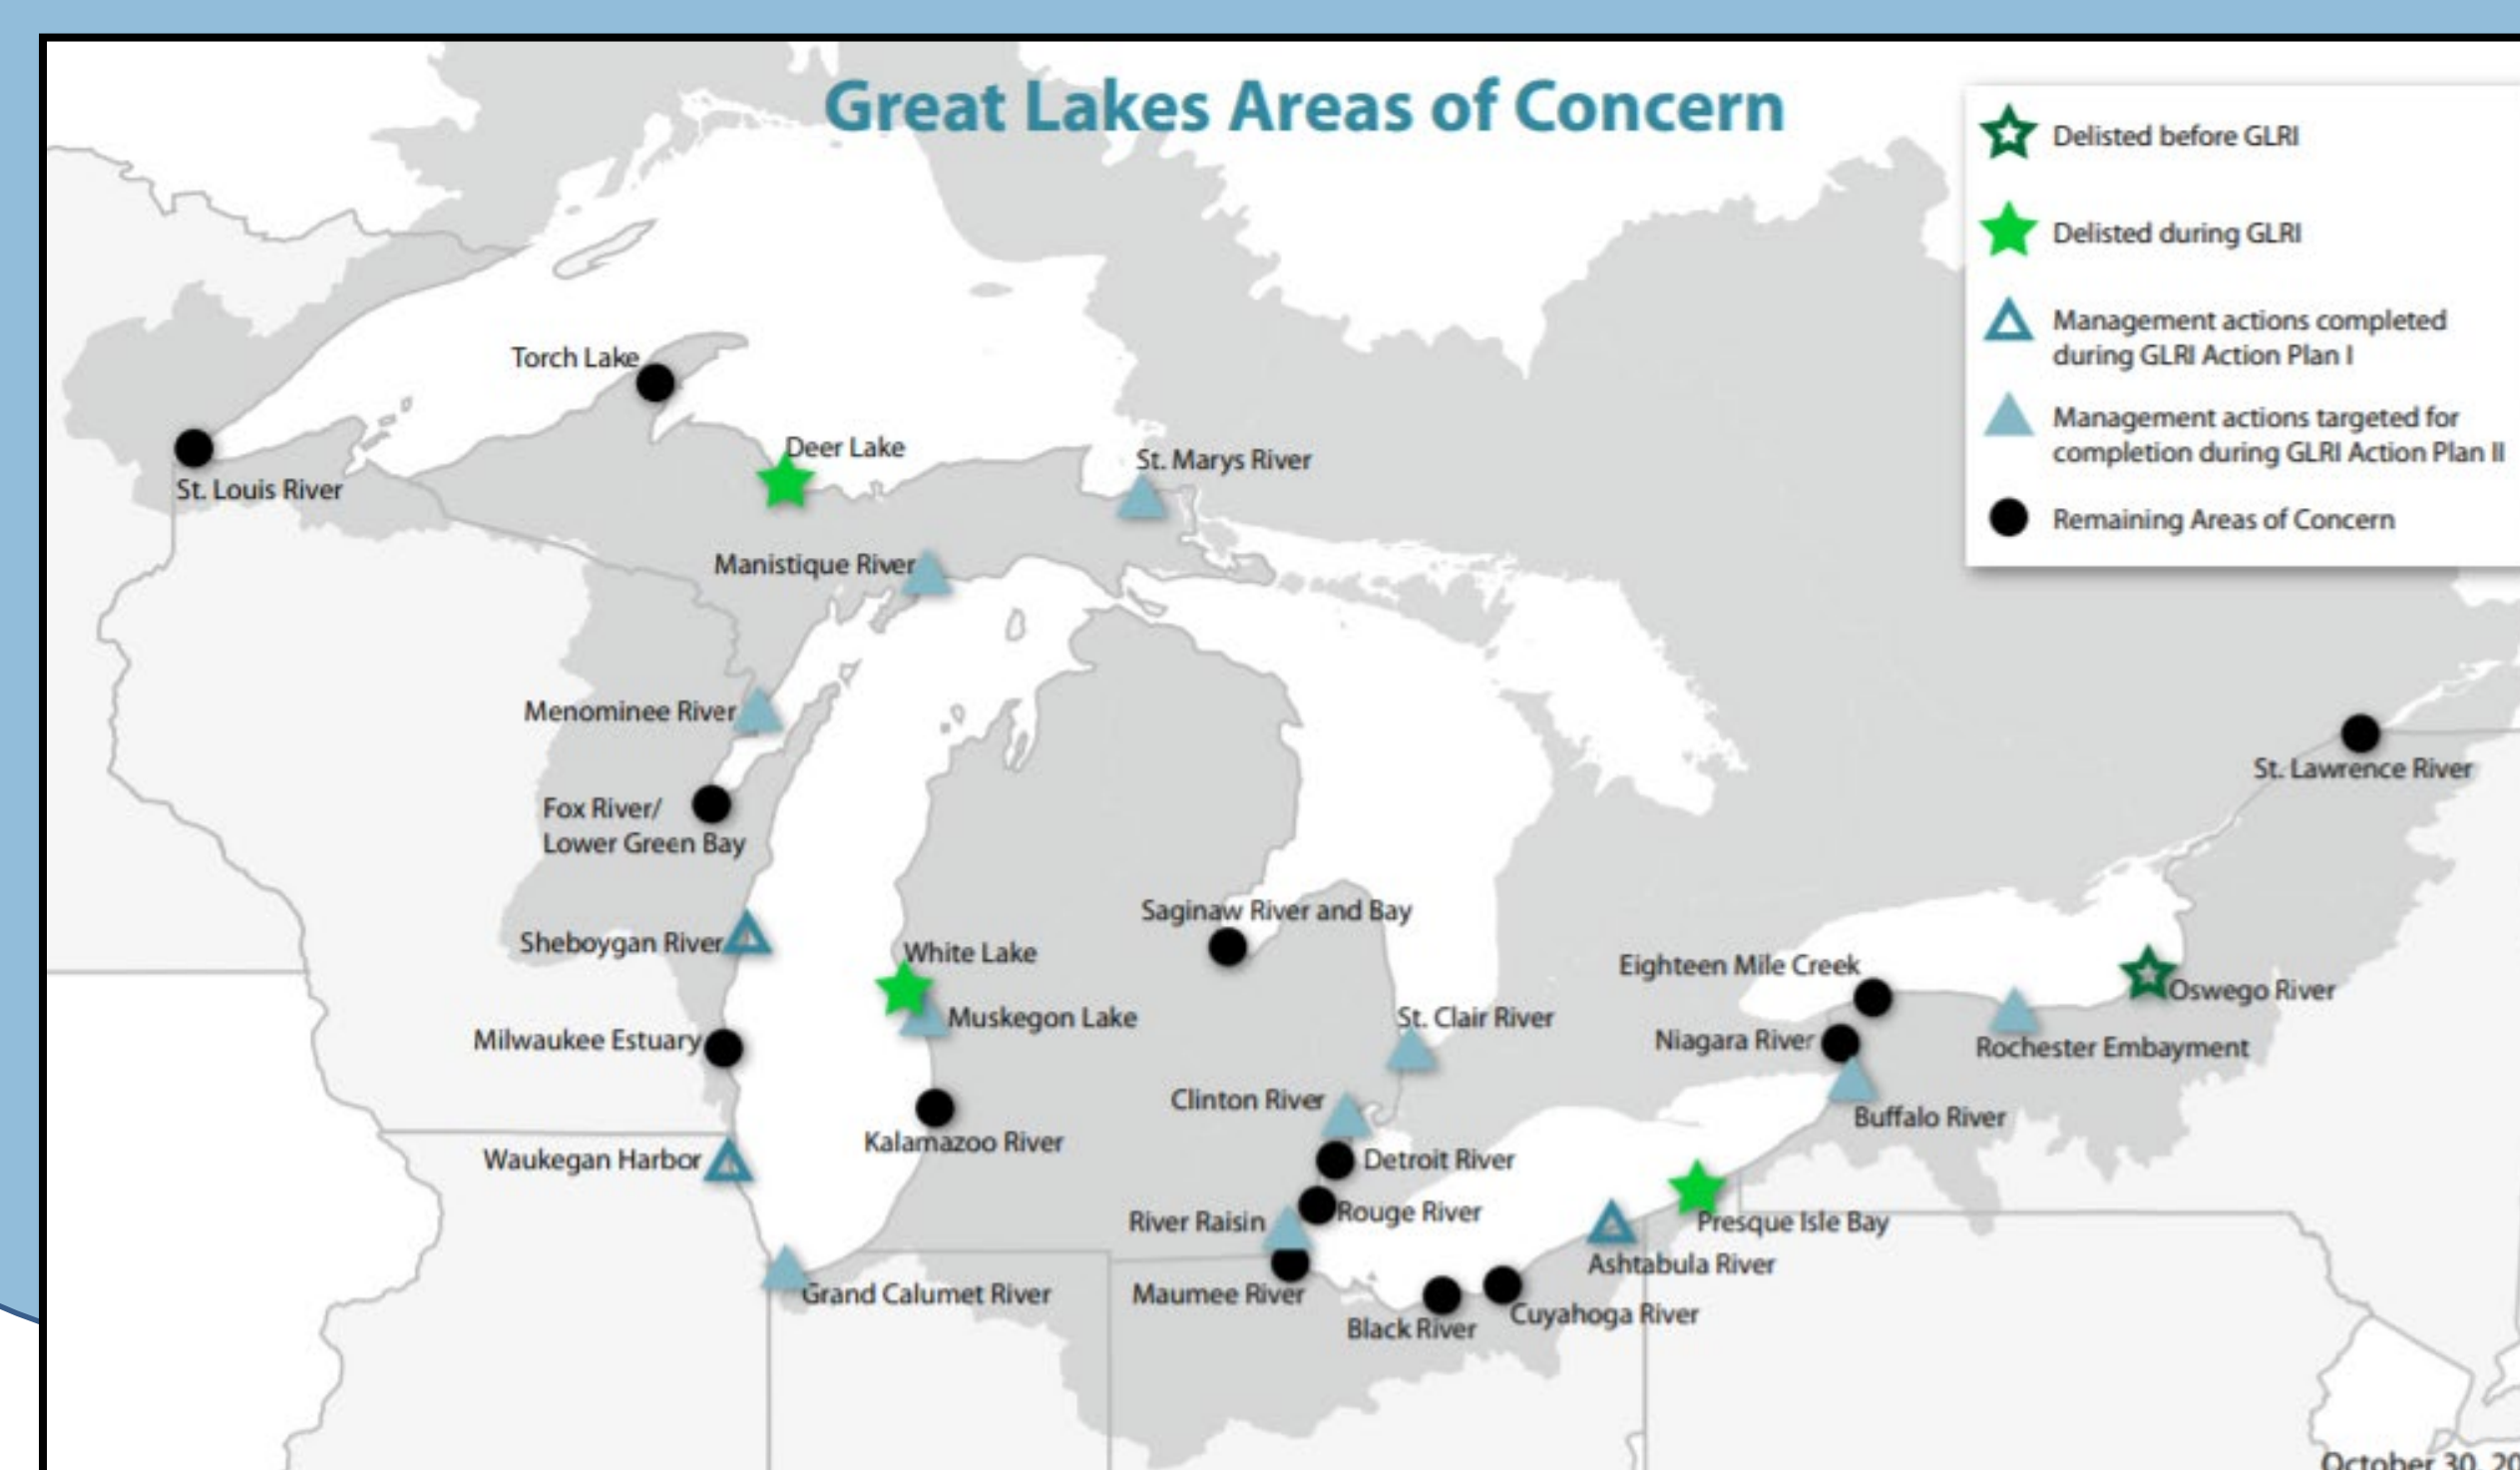 Great Lakes Areas of Concern
Delisted before GLRI
Delisted during GLRI
Management actions completed
during GLRI Action Plan I
Management actions targeted for
completion during GLRI Action Plan II
Remaining Areas of Concern
Torch Lake
Deer Lake
St. Marys River
St. Louis River
Manistique River
Menominee River
St. Lawrence River
Fox River/
Lower Green Bay
Saginaw River and Bay
Sheboygan River
White Lake
Eighteen Mile Creek
Oswego River
Muskegon Lake
St. Clair River
Milwaukee Estuary
Niagara River
Rochester Embayment
Clinton River
Buffalo River
Kalamazoo River
Waukegan Harbor
Detroit River
Rouge River
River Raisin
Presque Isle Bay
Ashtabula River
Grand Calumet River
Maumee River
Cuyahoga River
Black River
October 30, 20